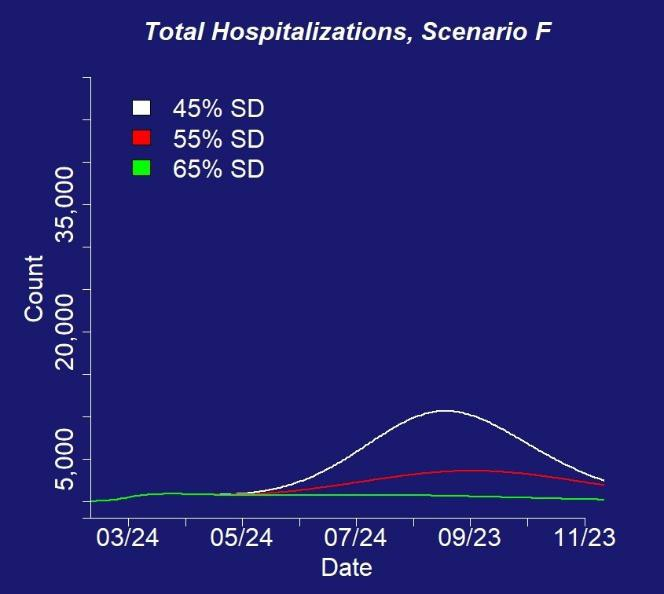 Total Hospitalizations, Scenario F
45% SD
55% SD
65% SD
Count
35,000
20,000
5,000
03/24 05/24 07/24 09/23 11/23
Date